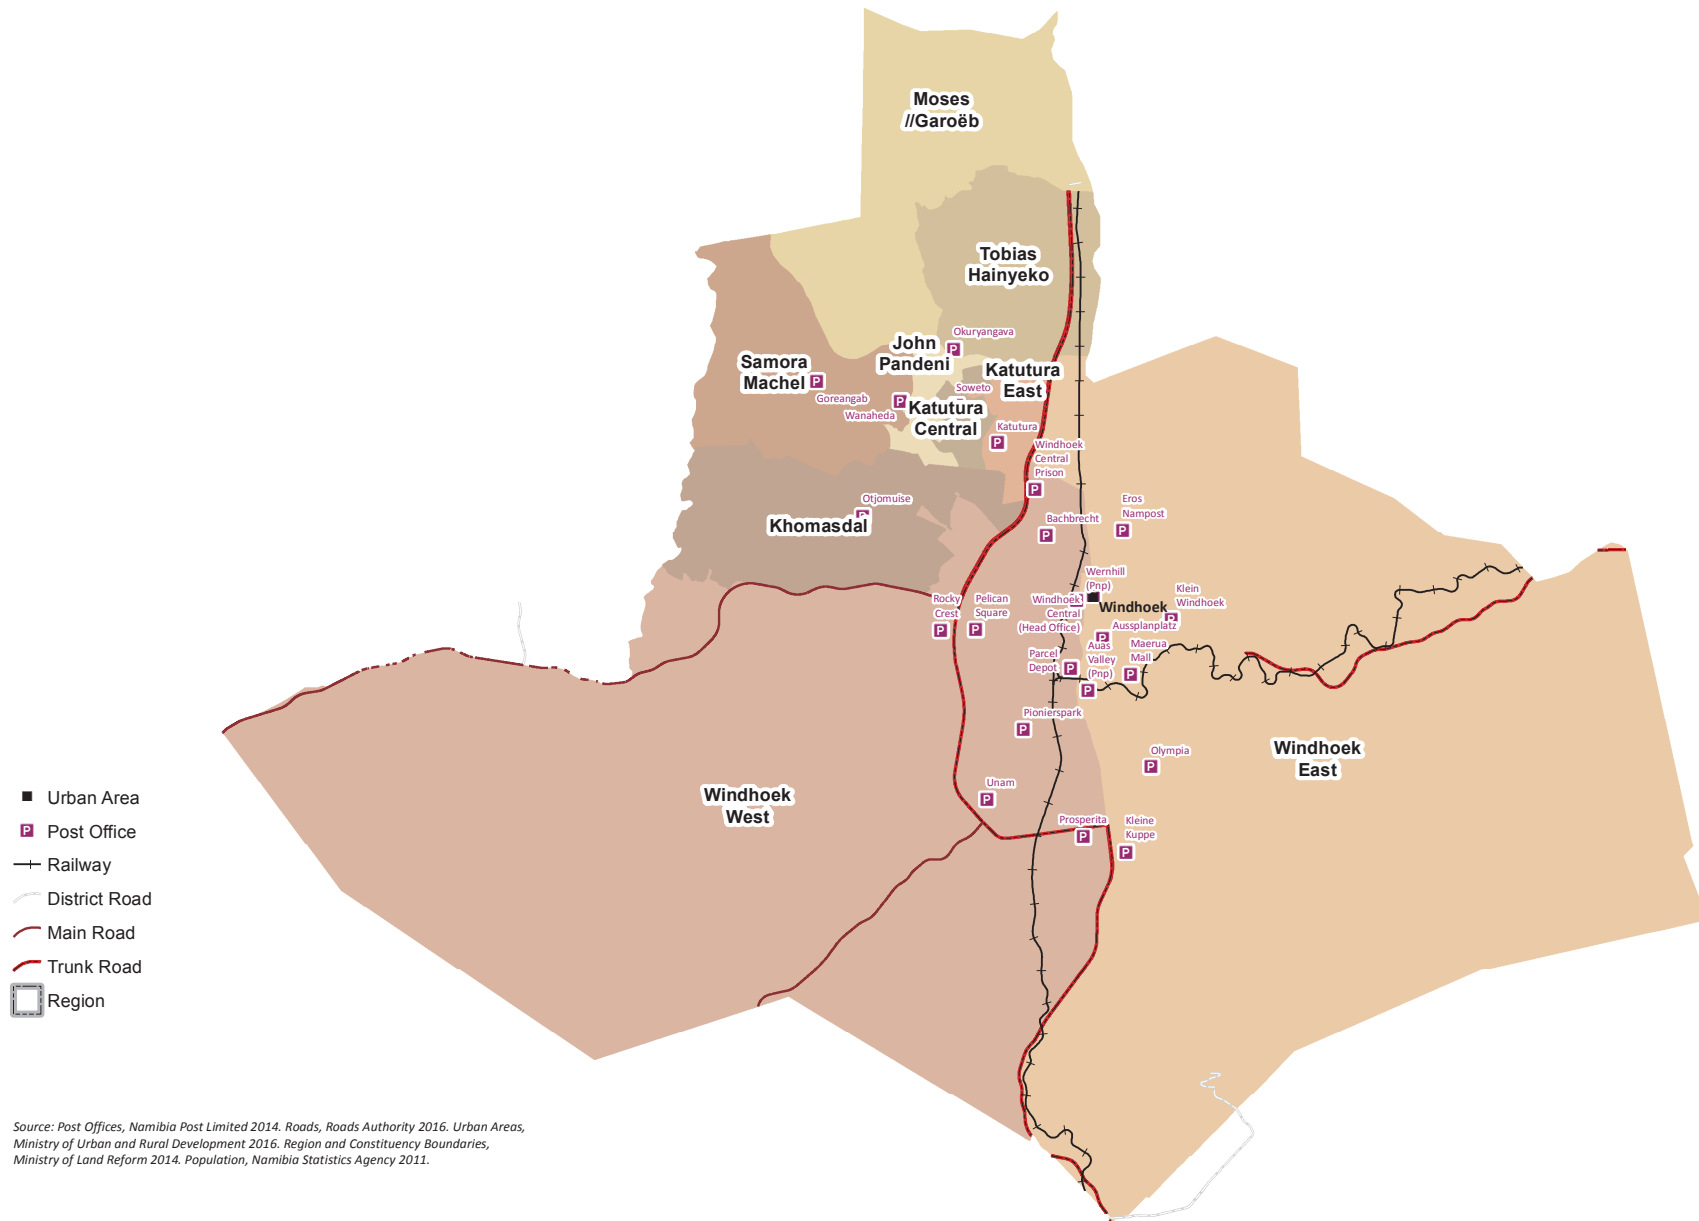 Moses
//Garoëb
Tobias
Hainyeko
Okuryangava
John
Pandeni
Samora
Machel
P
Goreangab
Wanaheda
P
Katutura
East
Soweto
Katutura
Central
Katutura
P
Windhoek
Central
Prison
P
Otjomuise
P
Khomasdal
Bachbrecht
P
Eros
Nampost
P
Wernhill
(Pnp)
Windhoek
Central
(Head Office)
Windhoek
Klein
Windhoek
P
Rocky
Crest
P
Pelican
Square
P
Aussplanplatz
P
Auas
Valley
(Pnp)
P
Maerua
Mall
P
Parcel
Depot
P
Pionierspark
P
Olympia
P
Windhoek
East
Windhoek
West
Unam
P
Prosperita
P
Kleine
Kuppe
P
Urban Area
P Post Office
Railway
District Road
Main Road
Trunk Road
Region
Source: Post Offices, Namibia Post Limited 2014. Roads, Roads Authority 2016. Urban Areas,
Ministry of Urban and Rural Development 2016. Region and Constituency Boundaries,
Ministry of Land Reform 2014. Population, Namibia Statistics Agency 2011.